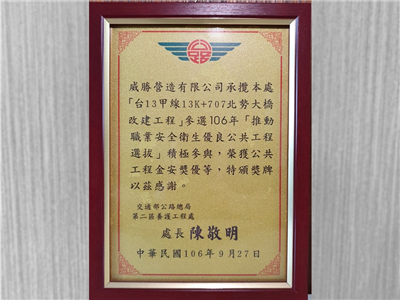 威勝營造有限公司承攬本處
「台13甲線13K+707北勢大橋
改建工程」參選106年「推動
職業安全衛生優良公共工程
選拔」積極參與,榮獲公共
工程金安獎優等,特頒獎牌
以茲感謝。
交通部公路總局
第二區養護工程處
處長 陳敬明
中華民國106年9月27日